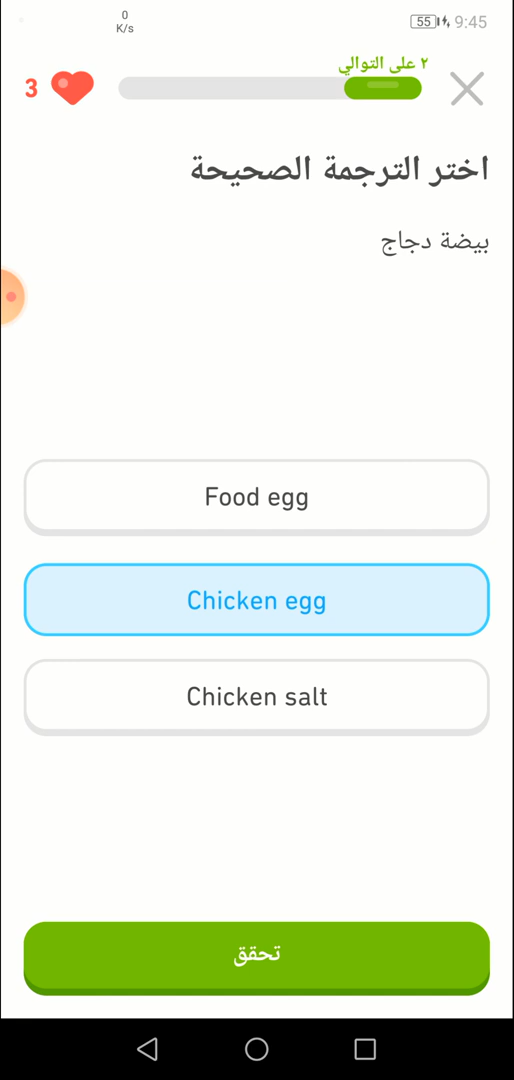 0
K/s
55
9:45
٢ على التوالي
3
اختر الترجمة الصحيحة
بيضة دجاج
Food egg
Chicken egg
Chicken salt
تحقق